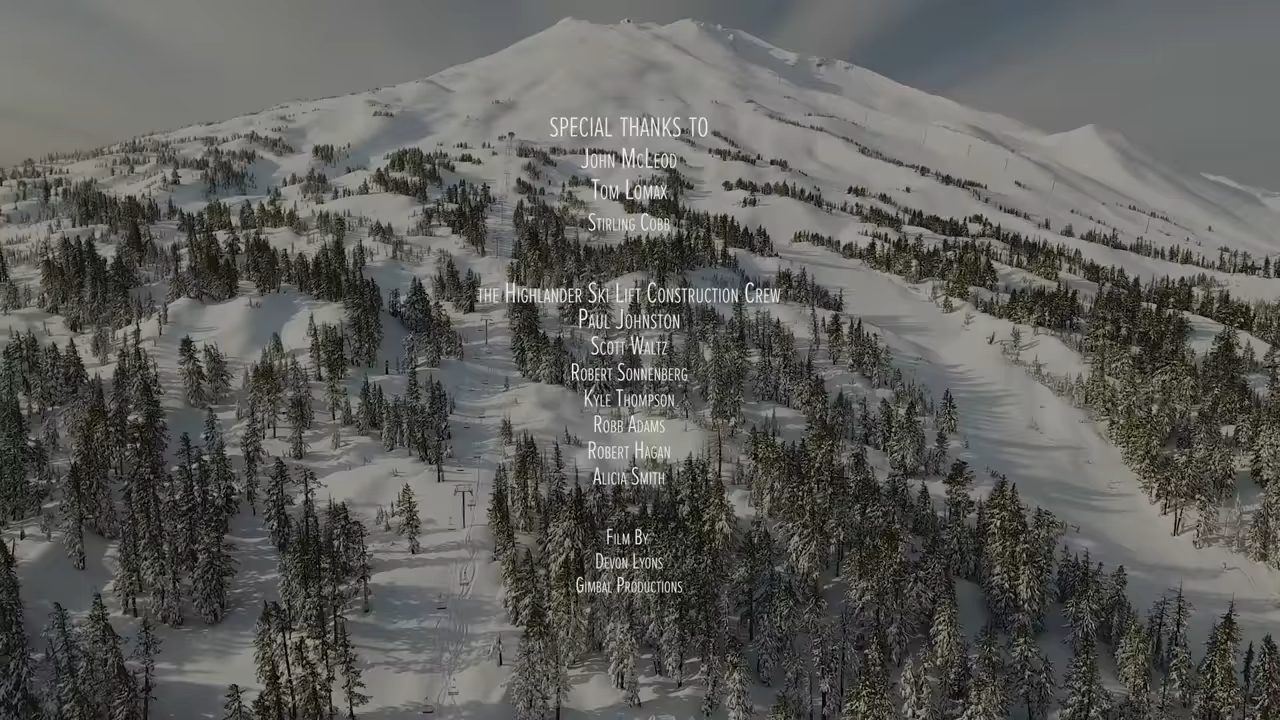 SPECIAL THANKS TO
JOHN MCLEOD
TOM LOMAX
STIRLING COBB
THE HIGHLANDER SKI LIFT CONSTRUCTION CREW
PAUL JOHNSTON
SCOTT WALTZ
ROBERT SONNENBERG
KYLE THOMPSON
ROBB ADAMS
ROBERT HAGAN
ALICIA SMITH
FILM BY
DEVON LYONS
GIMBAL PRODUCTIONS